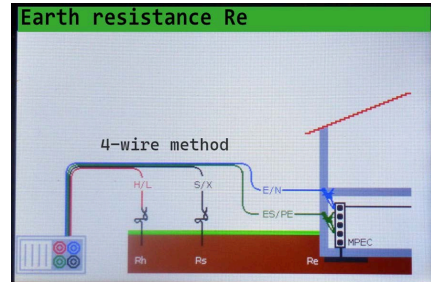 Earth resistance Re
4-wire method
H/L
S/X
E/N
ES/PE
MPEC
Rh
Rs
Re